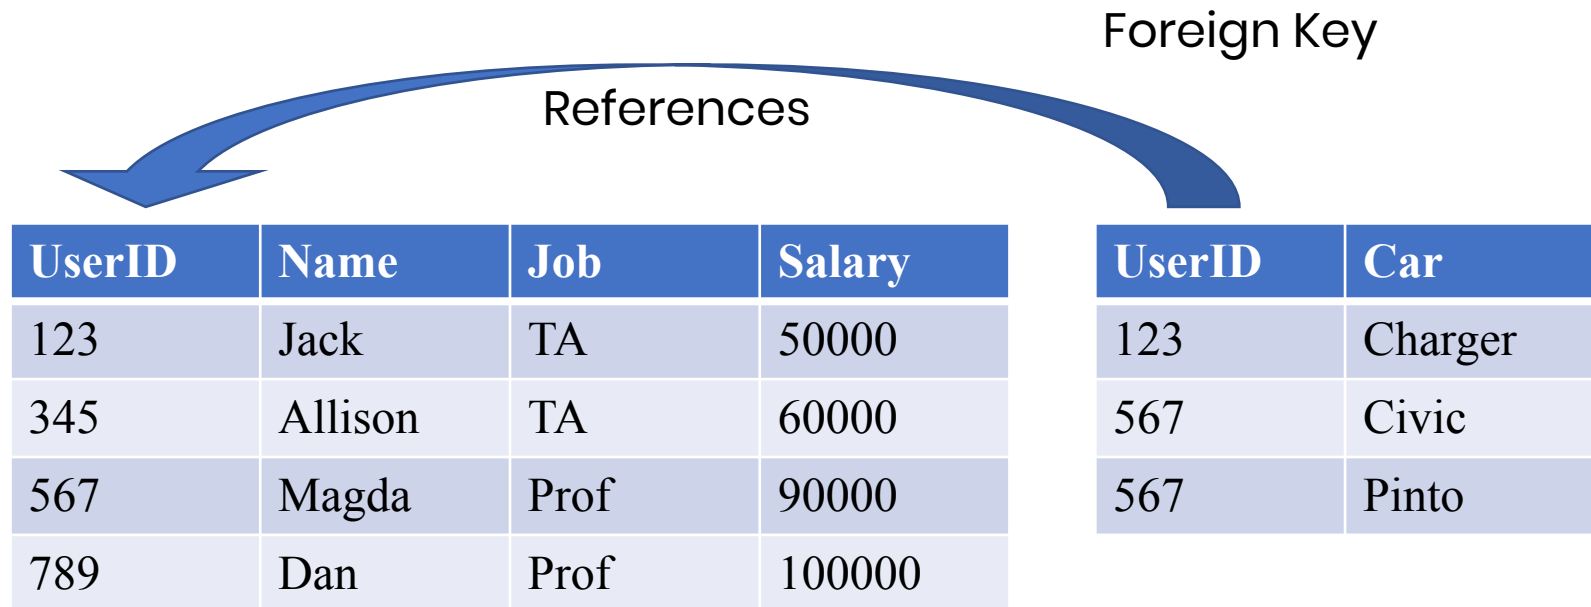 Foreign Key
References
UserID Name Job Salary
123 Jack TA 50000
345 Allison TA 60000
567 Magda Prof 90000
789 Dan Prof 100000
UserID Car
123 Charger
567 Civic
567 Pinto